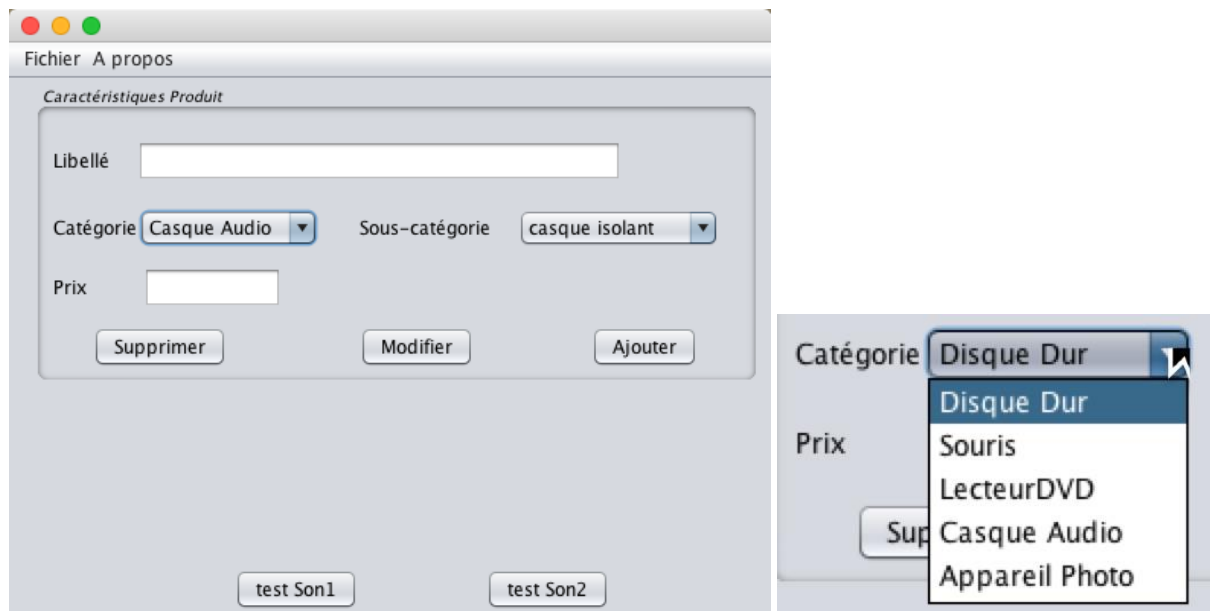 Fichier A propos
Caractéristiques Produit
Libellé
Catégorie Casque Audio Sous-catégorie casque isolant
Prix
Supprimer Modifier Ajouter
test Son1 test Son2
Catégorie Disque Dur
Disque Dur
Prix
Souris
LecteurDVD
Sup
Casque Audio
Appareil Photo